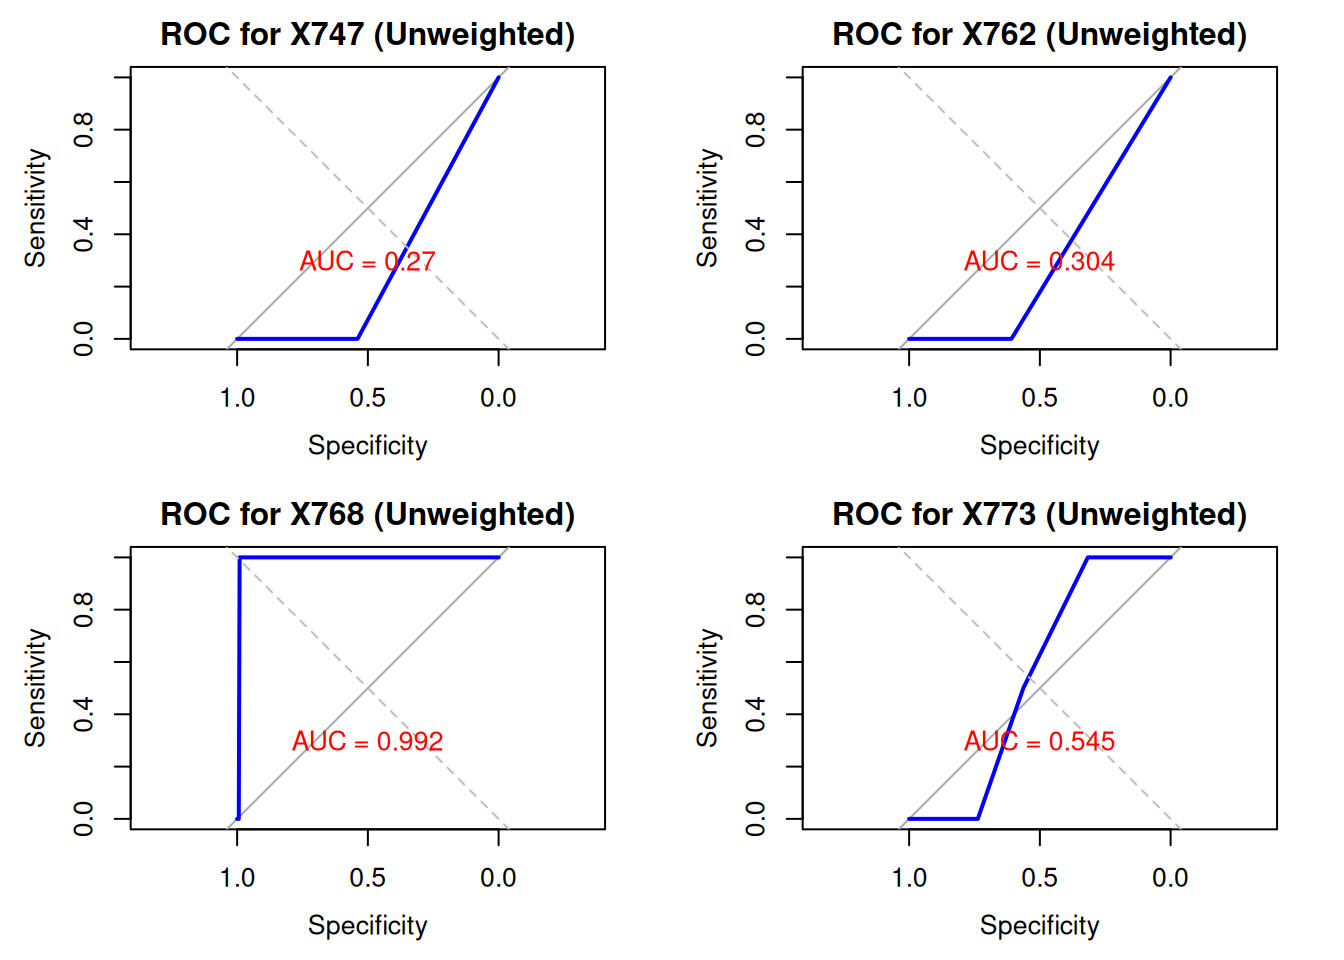 ROC for X747 (Unweighted)
Sensitivity
0.8
0.4
0.0
AUC = 0.27
1.0 0.5 0.0
Specificity
ROC for X762 (Unweighted)
Sensitivity
0.8
0.4
0.0
AUC = 0.304
1.0 0.5 0.0
Specificity
ROC for X768 (Unweighted)
Sensitivity
0.8
0.4
0.0
AUC = 0.992
1.0 0.5 0.0
Specificity
ROC for X773 (Unweighted)
Sensitivity
0.8
0.4
0.0
AUC = 0.545
1.0 0.5 0.0
Specificity